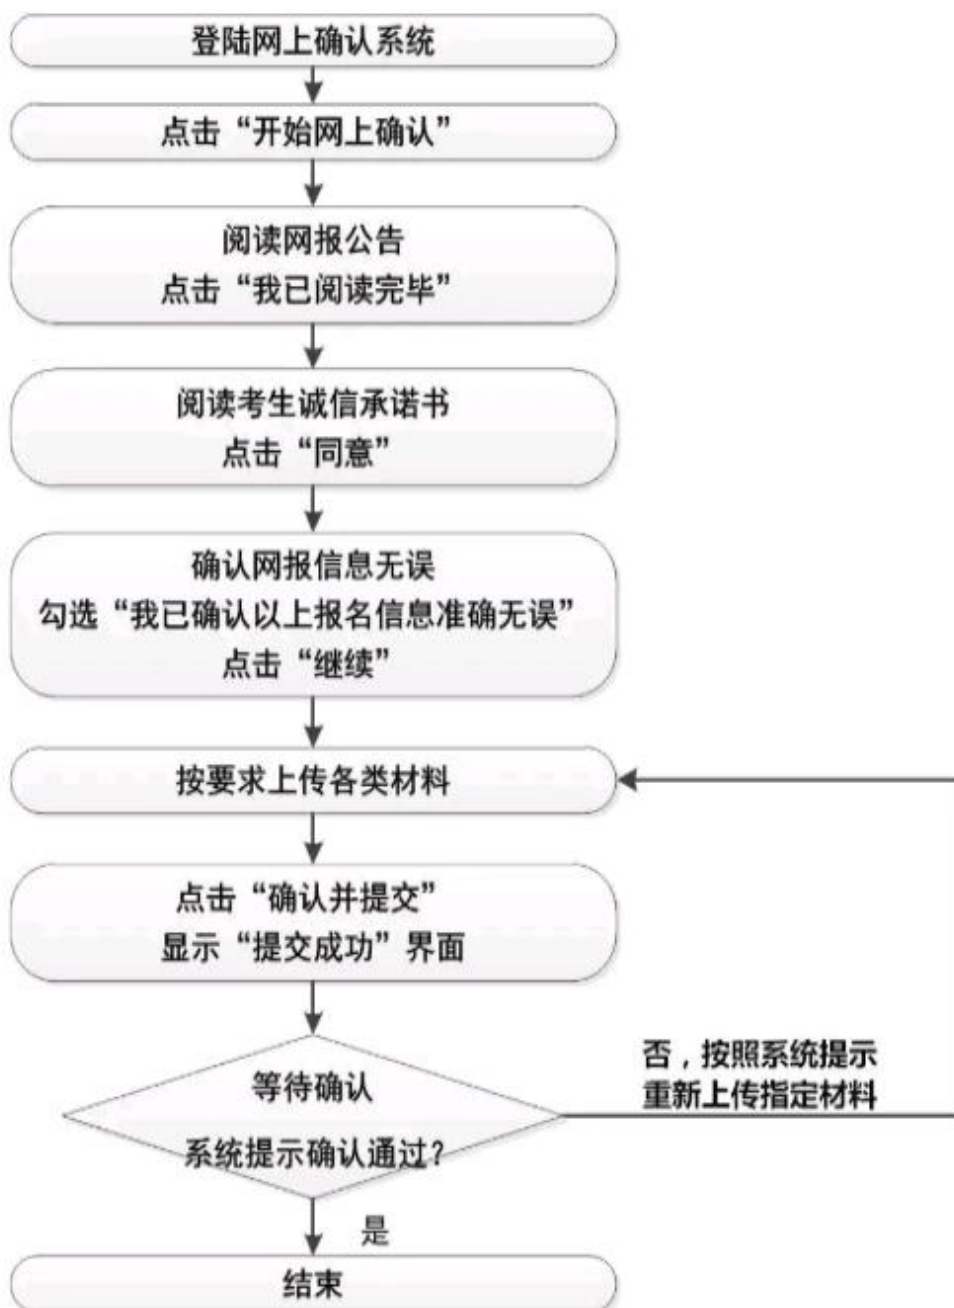 登陆网上确认系统
点击“开始网上确认”
阅读网报公告
点击“我已阅读完毕”
阅读考生诚信承诺书
点击“同意”
确认网报信息无误
勾选“我已确认以上报名信息准确无误”
点击“继续”
按要求上传各类材料
点击“确认并提交”
显示“提交成功”界面
等待确认
系统提示确认通过？
否，按照系统提示
重新上传指定材料
是
结束